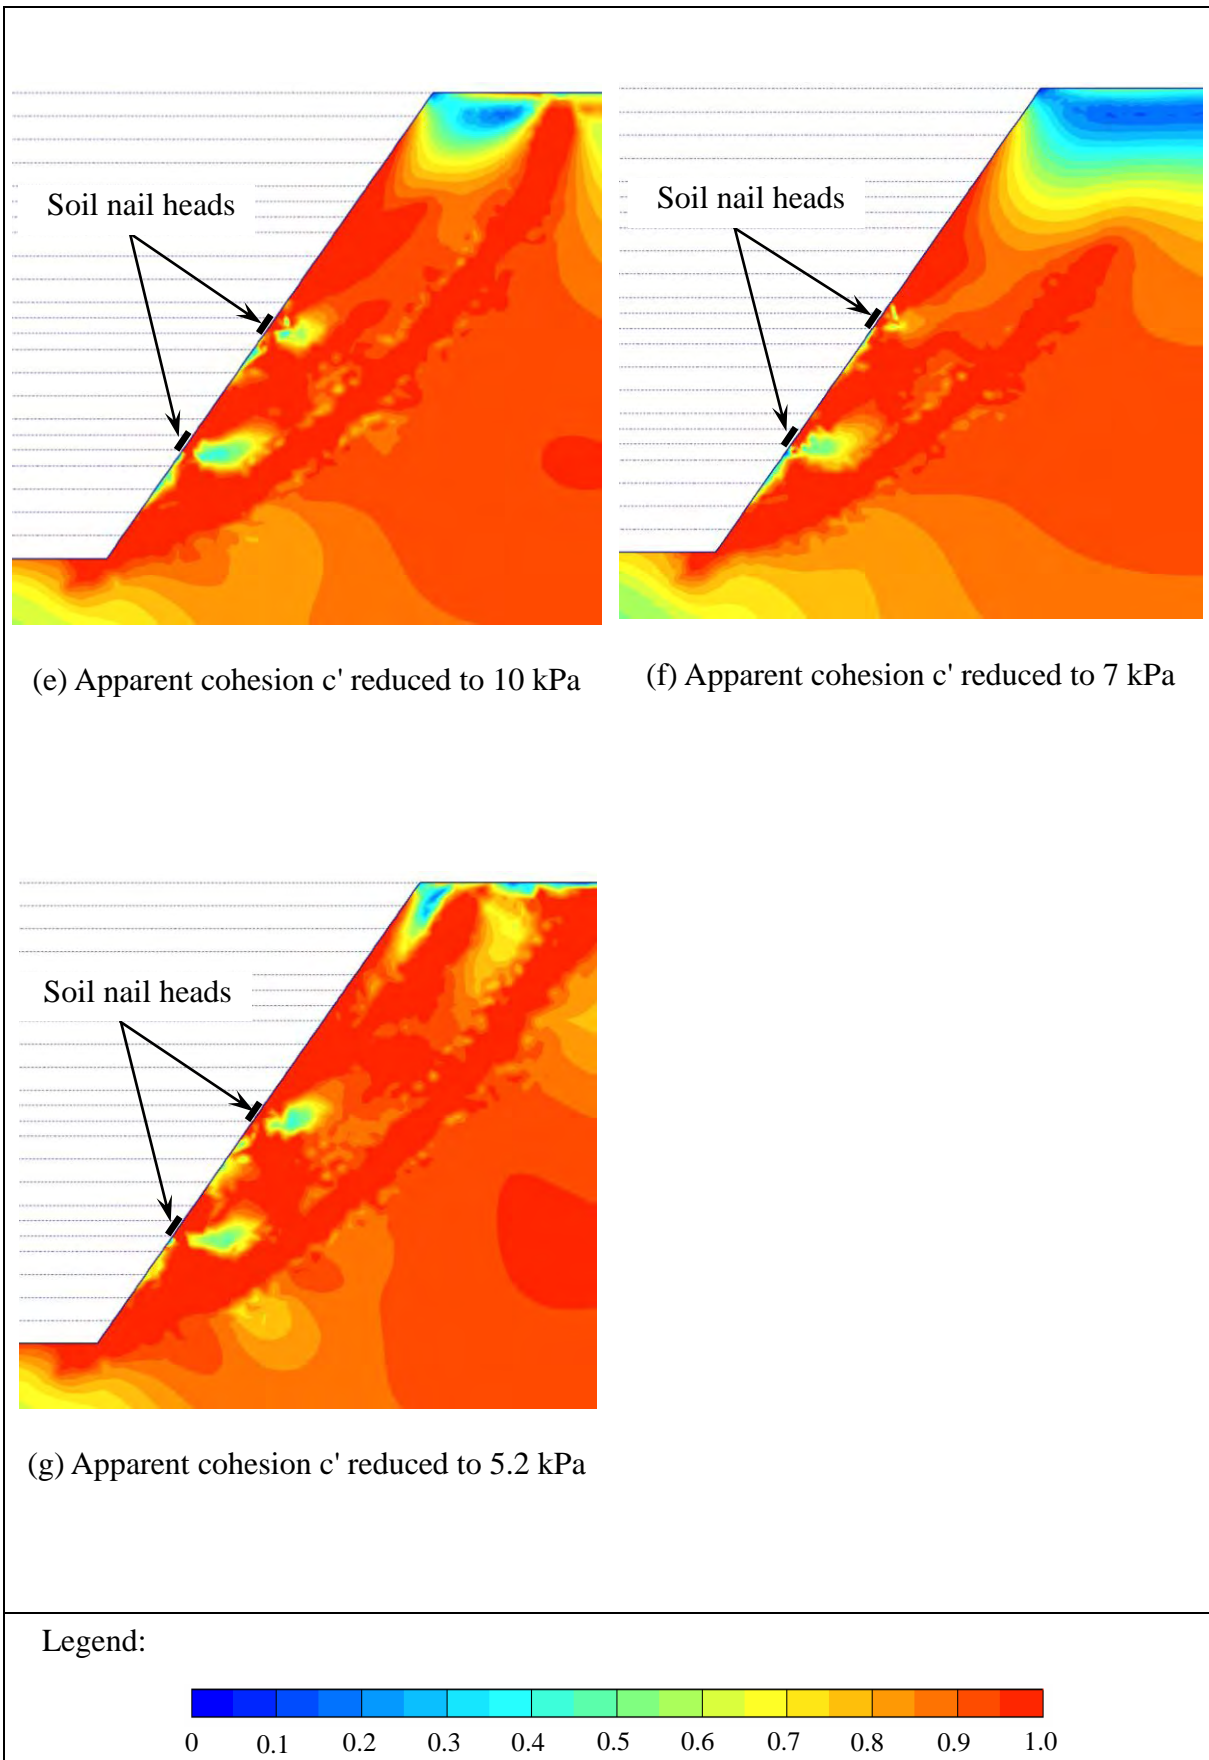 Soil nail heads
Soil nail heads
(e) Apparent cohesion c' reduced to 10 kPa
(f) Apparent cohesion c' reduced to 7 kPa
Soil nail heads
(g) Apparent cohesion c' reduced to 5.2 kPa
Legend:
0 0.1 0.2 0.3 0.4 0.5 0.6 0.7 0.8 0.9 1.0